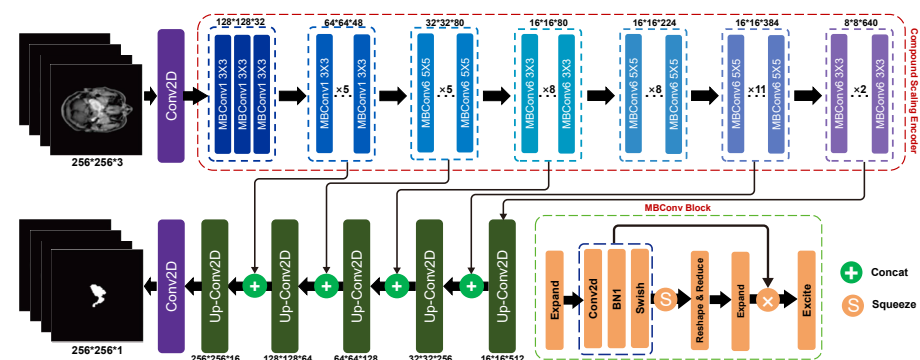 128*128*32
64*64*48
32*32*80
16*16*80
16*16*224
16*16*384
8*8*640
Conv2D
MBConv1 3X3
MBConv1 3X3
MBConv1 3X3
MBConv1 3X3
×5
MBConv1 3X3
MBConv6 5X5
×5
MBConv6 5X5
MBConv6 3X3
×8
MBConv6 3X3
MBConv6 5X5
×8
MBConv6 5X5
MBConv6 5X5
×11
MBConv6 5X5
MBConv6 3X3
×2
MBConv6 3X3
Compound Scaling Encoder
256*256*3
Conv2D
Up-Conv2D
Up-Conv2D
Up-Conv2D
Up-Conv2D
Up-Conv2D
256*256*1
256*256*16
128*128*64
64*64*128
32*32*256
16*16*512
MBConv Block
Expand
Conv2d
BN1
Swish
S
Reshape & Reduce
Expand
×
Excite
+ Concat
S Squeeze